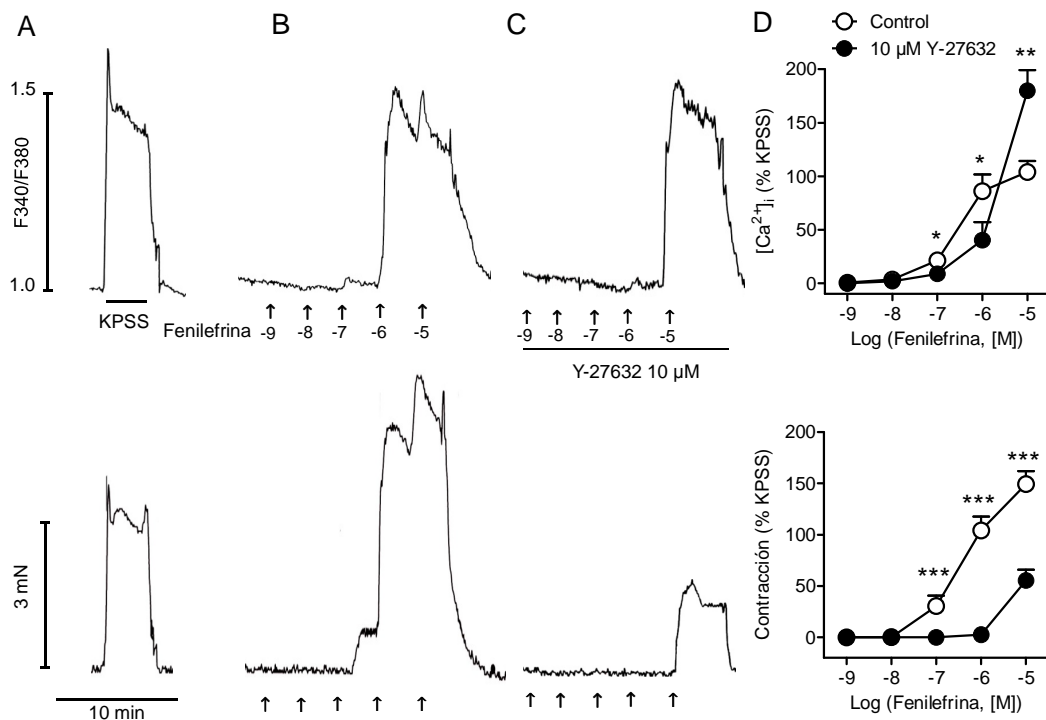 A
B
C
D
Control
10 µM Y-27632
F340/F380
1.5
1.0
KPSS
Fenilefrina
-9 -8 -7 -6 -5
-9 -8 -7 -6 -5
Y-27632 10 µM
[Ca²⁺]ᵢ (% KPSS)
200
150
100
50
0
* * **
-9 -8 -7 -6 -5
Log (Fenilefrina, [M])
3 mN
10 min
Contracción (% KPSS)
200
150
100
50
0
*** *** ***
-9 -8 -7 -6 -5
Log (Fenilefrina, [M])